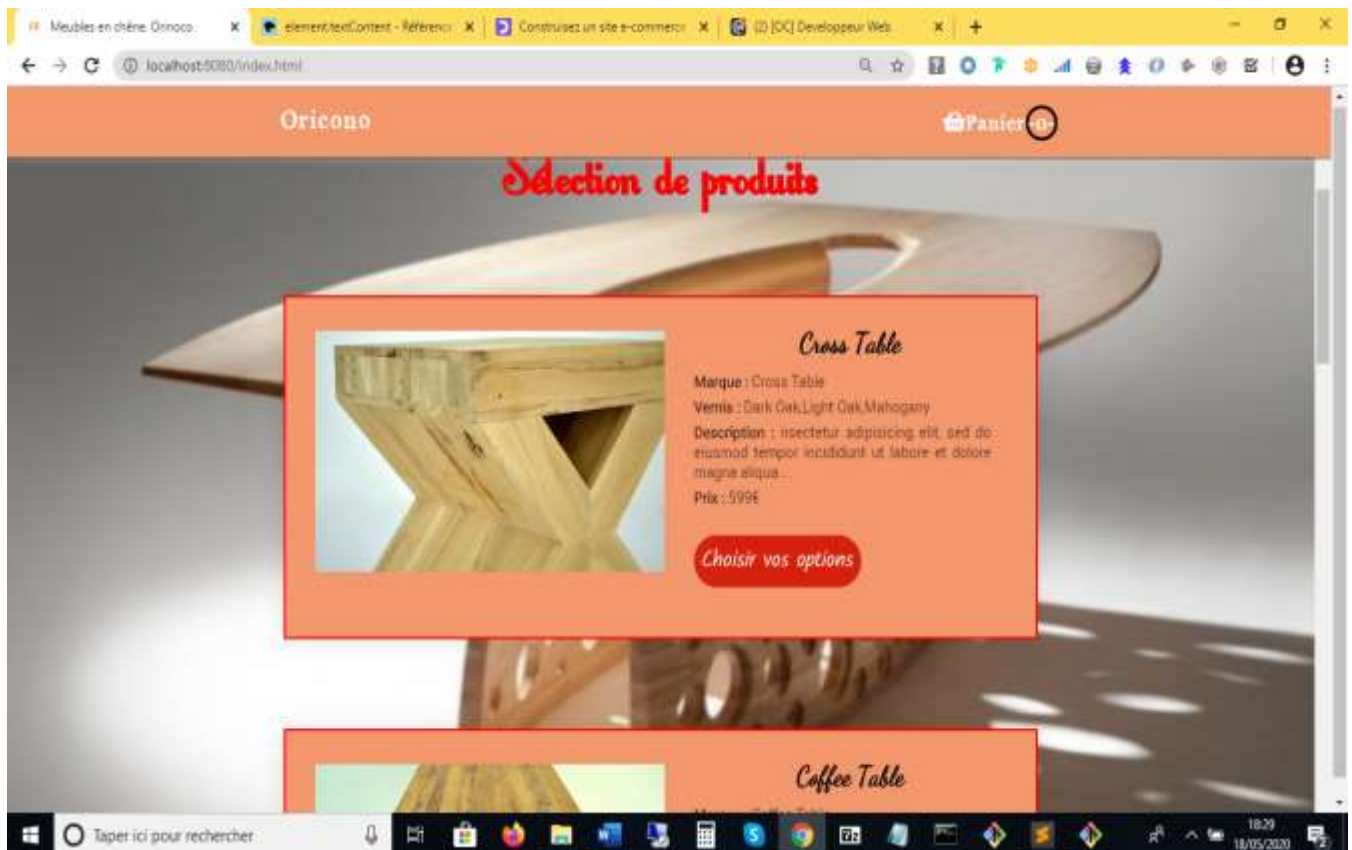 Meubles en chêne. Orinoco
element.textContent - Référence
Construisez un site e-commerce
(2) [OC] Developpeur Web
localhost:8080/index.html
Oricono
Panier -0-
Sélection de produits
Cross Table
Marque : Cross Table
Vernis : Dark Oak,Light Oak,Mahogany
Description : nsectetur adipisicing elit, sed do
eiusmod tempor incididunt ut labore et dolore
magna aliqua...
Prix : 599€
Choisir vos options
Coffee Table
Taper ici pour rechercher
18:29
18/05/2020